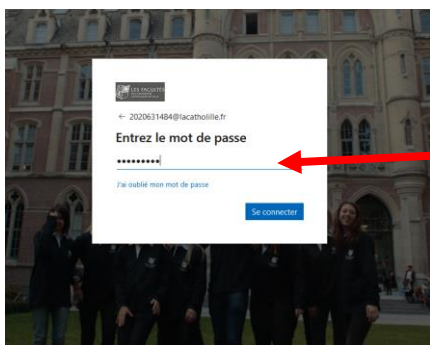 LES FACULTÉS
← 2020631484@lacatholille.fr
Entrez le mot de passe
•••••••••
J'ai oublié mon mot de passe
Se connecter